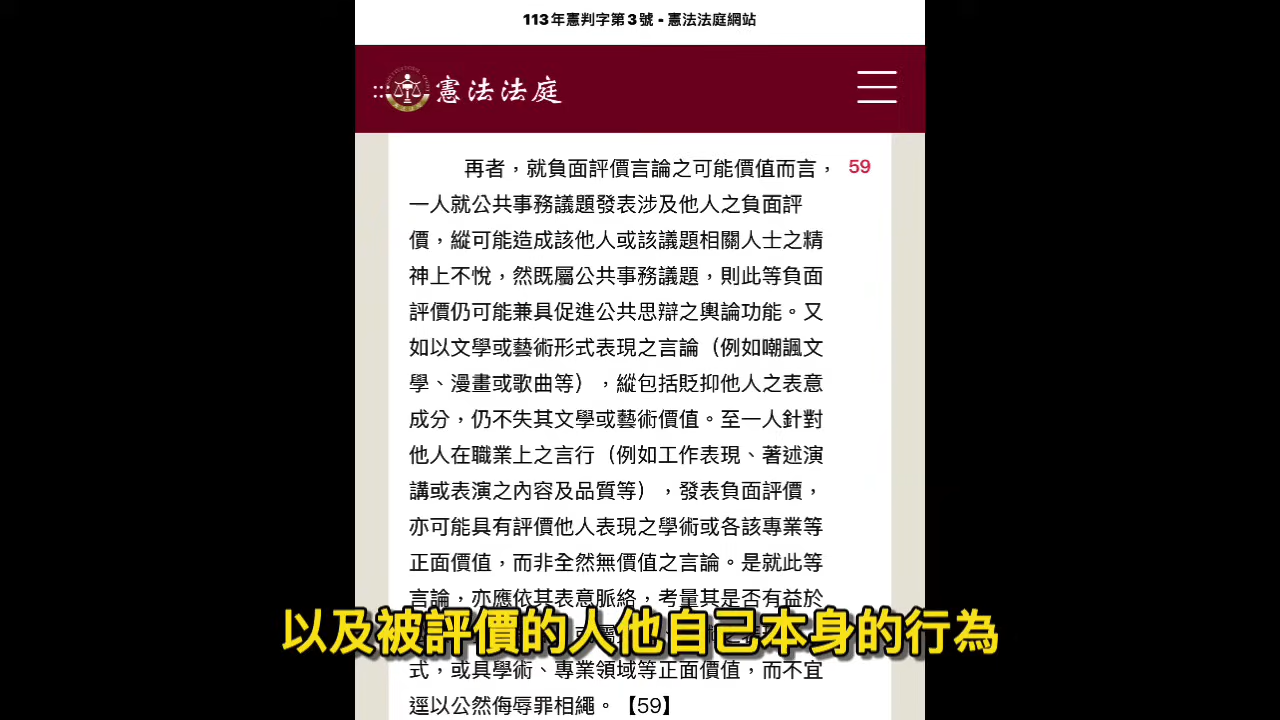 113年憲判字第3號 - 憲法法庭網站
憲法法庭
再者，就負面評價言論之可能價值而言， 59
一人就公共事務議題發表涉及他人之負面評
價，縱可能造成該他人或該議題相關人士之精
神上不悅，然既屬公共事務議題，則此等負面
評價仍可能兼具促進公共思辯之輿論功能。又
如以文學或藝術形式表現之言論（例如嘲諷文
學、漫畫或歌曲等），縱包括貶抑他人之表意
成分，仍不失其文學或藝術價值。至一人針對
他人在職業上之言行（例如工作表現、著述演
講或表演之內容及品質等），發表負面評價，
亦可能具有評價他人表現之學術或各該專業等
正面價值，而非全然無價值之言論。是就此等
言論，亦應依其表意脈絡，考量其是否有益於
以及被評價的人他自己本身的行為
式，或具學術、專業領域等正面價值，而不宜
逕以公然侮辱罪相繩。【59】